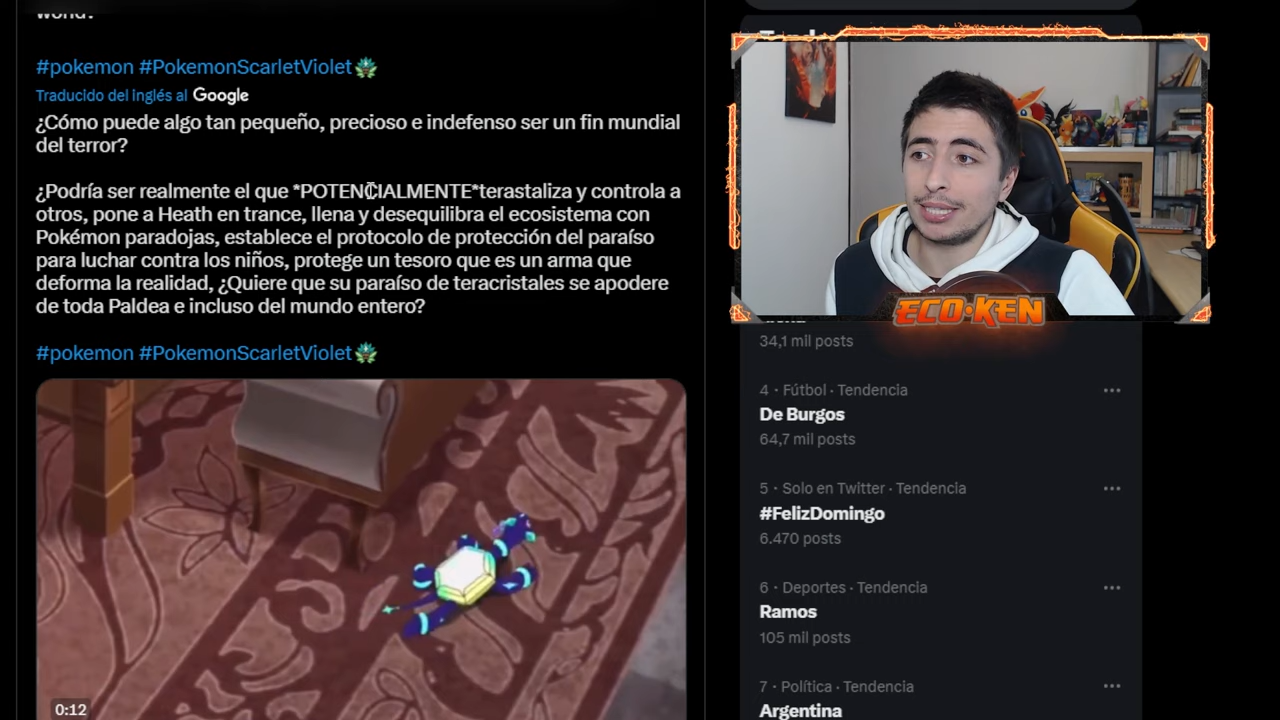 world?
#pokemon #PokemonScarletViolet
Traducido del inglés al Google
¿Cómo puede algo tan pequeño, precioso e indefenso ser un fin mundial
del terror?
¿Podría ser realmente el que *POTENCIALMENTE*terastaliza y controla a
otros, pone a Heath en trance, llena y desequilibra el ecosistema con
Pokémon paradojas, establece el protocolo de protección del paraíso
para luchar contra los niños, protege un tesoro que es un arma que
deforma la realidad, ¿Quiere que su paraíso de teracristales se apodere
de toda Paldea e incluso del mundo entero?
#pokemon #PokemonScarletViolet
0:12
ECO·KEN
34,1 mil posts
4 · Fútbol · Tendencia
De Burgos
64,7 mil posts
5 · Solo en Twitter · Tendencia
#FelizDomingo
6.470 posts
6 · Deportes · Tendencia
Ramos
105 mil posts
7 · Política · Tendencia
Argentina